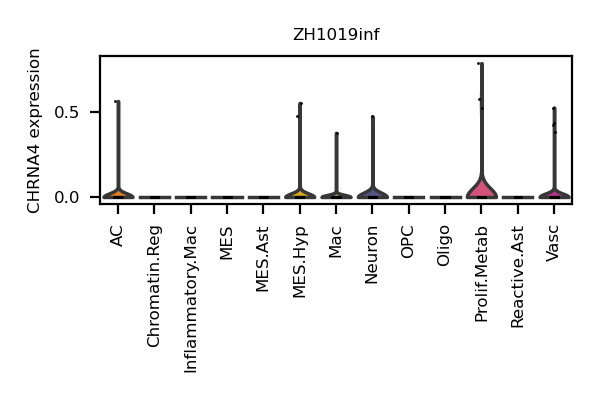 ZH1019inf
CHRNA4 expression
0.5
0.0
AC
Chromatin.Reg
Inflammatory.Mac
MES
MES.Ast
MES.Hyp
Mac
Neuron
OPC
Oligo
Prolif.Metab
Reactive.Ast
Vasc